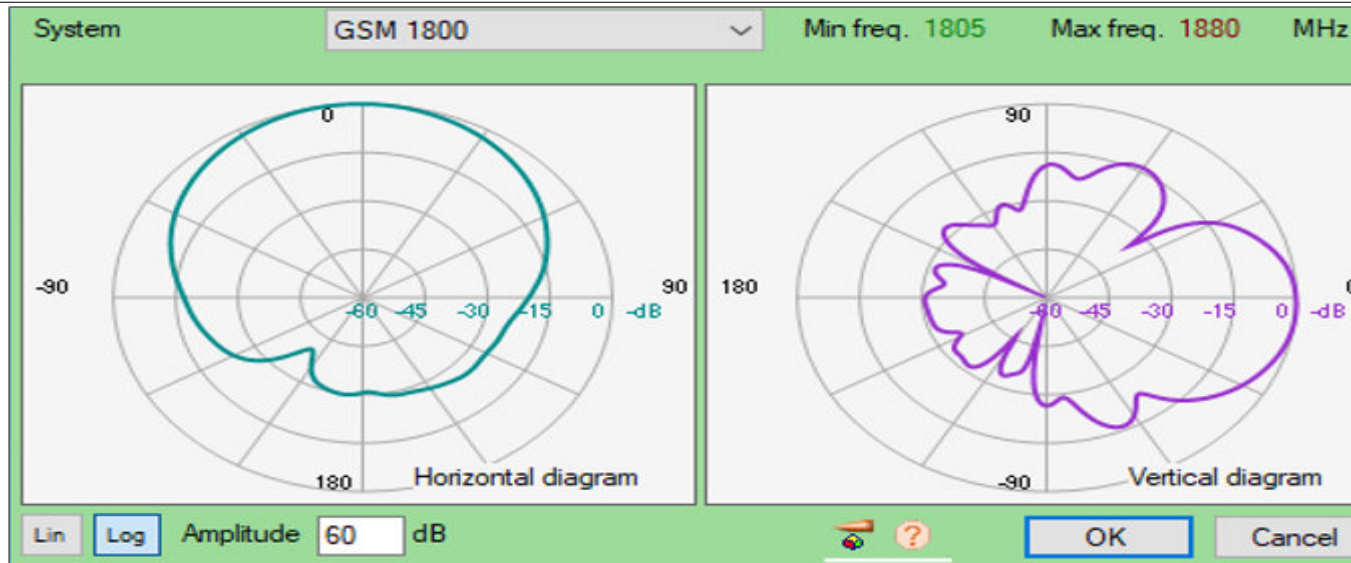 System GSM 1800 Min freq. 1805 Max freq. 1880 MHz
0
-90 90
-60 -45 -30 -15 0 -dB
180 Horizontal diagram
90
180
-60 -45 -30 -15 0 -dB
-90 Vertical diagram
Lin Log Amplitude 60 dB ? OK Cancel